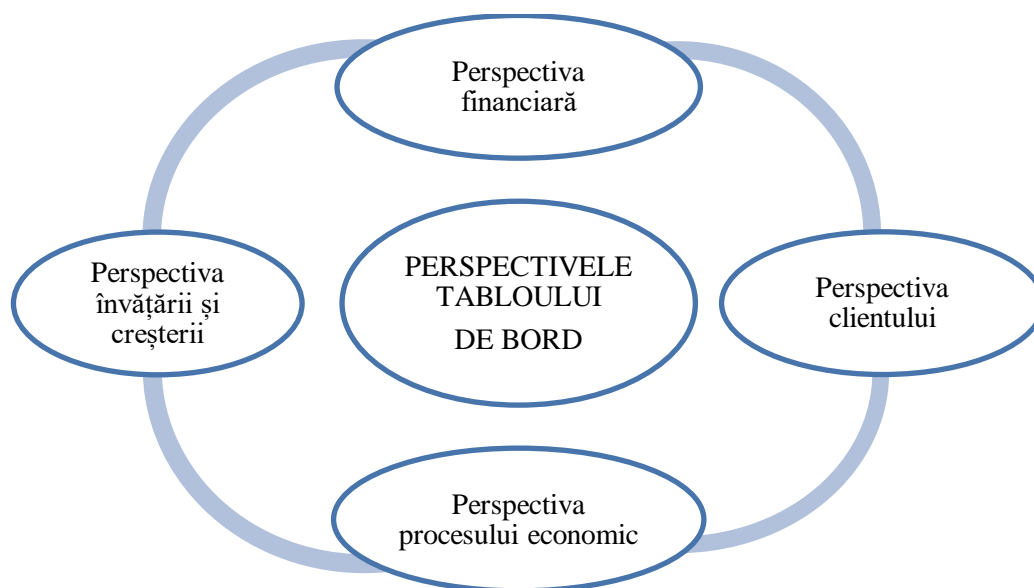 Perspectiva
financiară
Perspectiva
învățării și
creșterii
PERSPECTIVELE
TABLOULUI
DE BORD
Perspectiva
clientului
Perspectiva
procesului economic